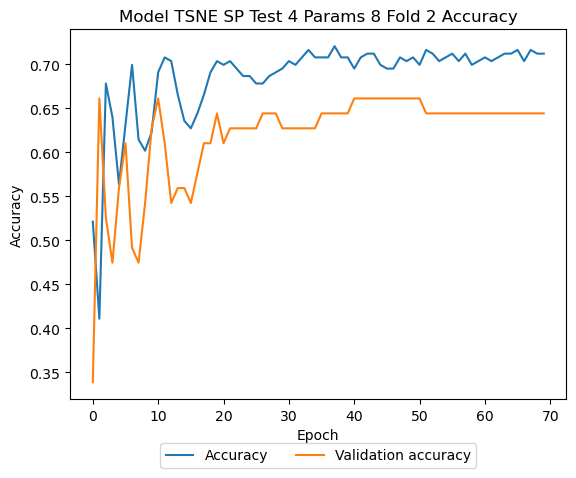 Model TSNE SP Test 4 Params 8 Fold 2 Accuracy
0.70
0.65
0.60
0.55
0.50
0.45
0.40
0.35
Accuracy
0 10 20 30 40 50 60 70
Epoch
Accuracy Validation accuracy